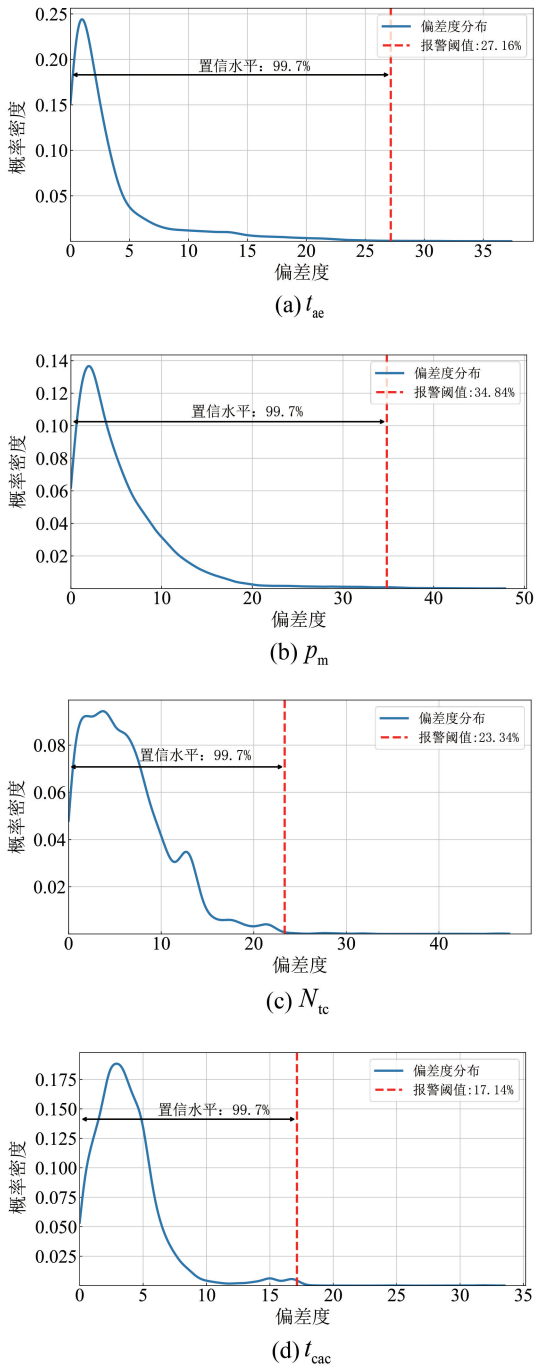 偏差度分布
报警阈值:27.16%
置信水平: 99.7%
概率密度
0.25
0.20
0.15
0.10
0.05
0 5 10 15 20 25 30 35
偏差度
(a) tae
偏差度分布
报警阈值:34.84%
置信水平: 99.7%
概率密度
0.14
0.12
0.10
0.08
0.06
0.04
0.02
0 10 20 30 40 50
偏差度
(b) pm
偏差度分布
报警阈值:23.34%
置信水平: 99.7%
概率密度
0.08
0.06
0.04
0.02
0 10 20 30 40
偏差度
(c) Ntc
偏差度分布
报警阈值:17.14%
置信水平: 99.7%
概率密度
0.175
0.150
0.125
0.100
0.075
0.050
0.025
0 5 10 15 20 25 30 35
偏差度
(d) tcac